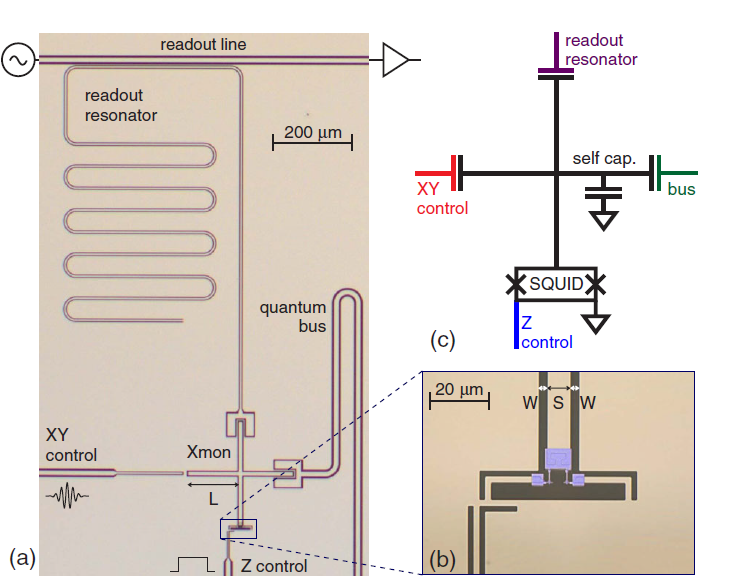 readout line
readout
resonator
200 µm
quantum
bus
XY
control
Xmon
L
Z control
(a)
readout
resonator
self cap.
XY
control
bus
SQUID
Z
control
(c)
20 µm
W S W
(b)